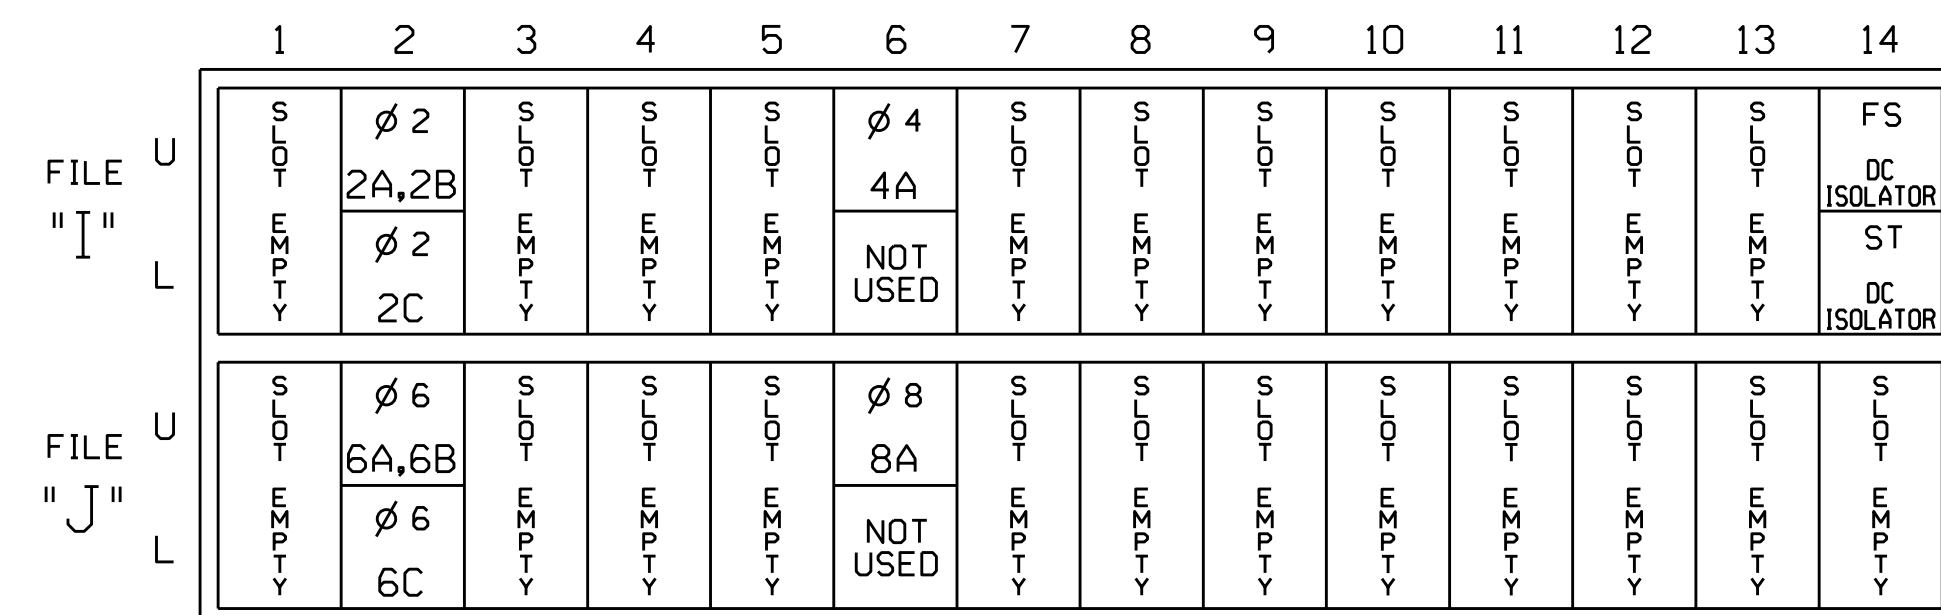 1 2 3 4 5 6 7 8 9 10 11 12 13 14
FILE "I"
U
L
SLOT EMPTY
Ø 2
2A,2B
Ø 2
2C
SLOT EMPTY
SLOT EMPTY
SLOT EMPTY
Ø 4
4A
NOT USED
SLOT EMPTY
SLOT EMPTY
SLOT EMPTY
SLOT EMPTY
SLOT EMPTY
SLOT EMPTY
SLOT EMPTY
FS
DC
ISOLATOR
ST
DC
ISOLATOR
FILE "J"
U
L
SLOT EMPTY
Ø 6
6A,6B
Ø 6
6C
SLOT EMPTY
SLOT EMPTY
SLOT EMPTY
Ø 8
8A
NOT USED
SLOT EMPTY
SLOT EMPTY
SLOT EMPTY
SLOT EMPTY
SLOT EMPTY
SLOT EMPTY
SLOT EMPTY
SLOT EMPTY